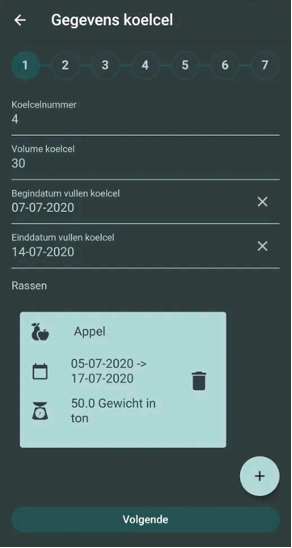 Gegevens koelcel
1 2 3 4 5 6 7
Koelcelnummer
4
Volume koelcel
30
Begindatum vullen koelcel
07-07-2020
Einddatum vullen koelcel
14-07-2020
Rassen
Appel
05-07-2020 ->
17-07-2020
50.0 Gewicht in
ton
+
Volgende